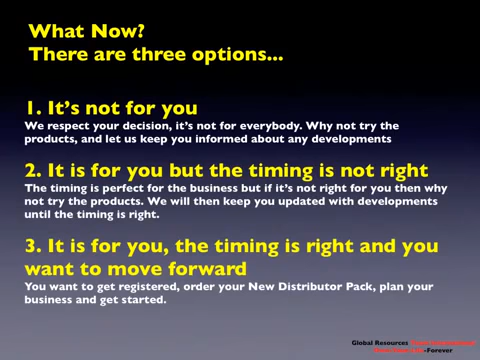 What Now?
There are three options...
1. It's not for you
We respect your decision, it's not for everybody. Why not try the
products, and let us keep you informed about any developments
2. It is for you but the timing is not right
The timing is perfect for the business but if it's not right for you then why
not try the products. We will then keep you updated with developments
until the timing is right.
3. It is for you, the timing is right and you
want to move forward
You want to get registered, order your New Distributor Pack, plan your
business and get started.
Global Resources
-Forever